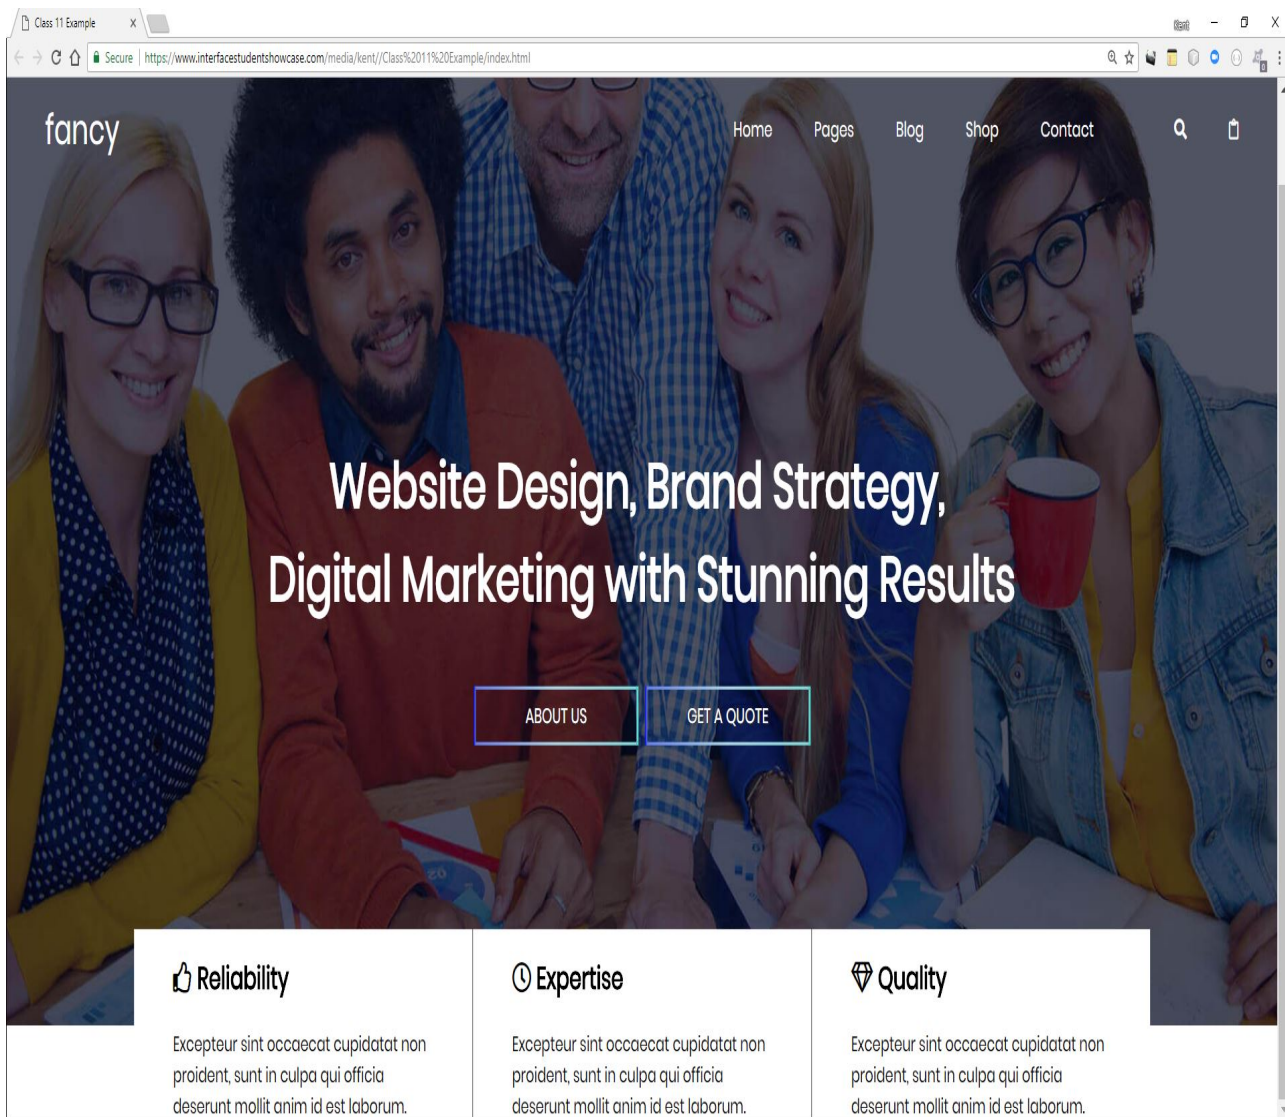 Class 11 Example
Kent
Secure https://www.interfacestudentshowcase.com/media/kent//Class%2011%20Example/index.html
0
fancy Home Pages Blog Shop Contact
20
Website Design, Brand Strategy,
Digital Marketing with Stunning Results
ABOUT US GET A QUOTE
Reliability
Excepteur sint occaecat cupidatat non
proident, sunt in culpa qui officia
deserunt mollit anim id est laborum.
Expertise
Excepteur sint occaecat cupidatat non
proident, sunt in culpa qui officia
deserunt mollit anim id est laborum.
Quality
Excepteur sint occaecat cupidatat non
proident, sunt in culpa qui officia
deserunt mollit anim id est laborum.